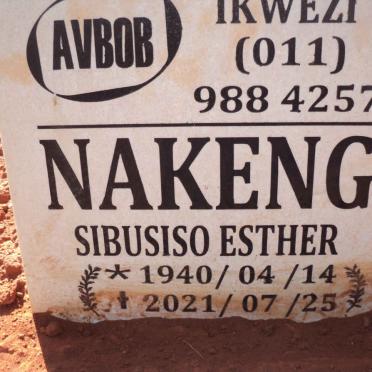 AVBOB
IKWEZI
(011)
988 4257
NAKENG
SIBUSISO ESTHER
* 1940/04/14
✝ 2021/07/25